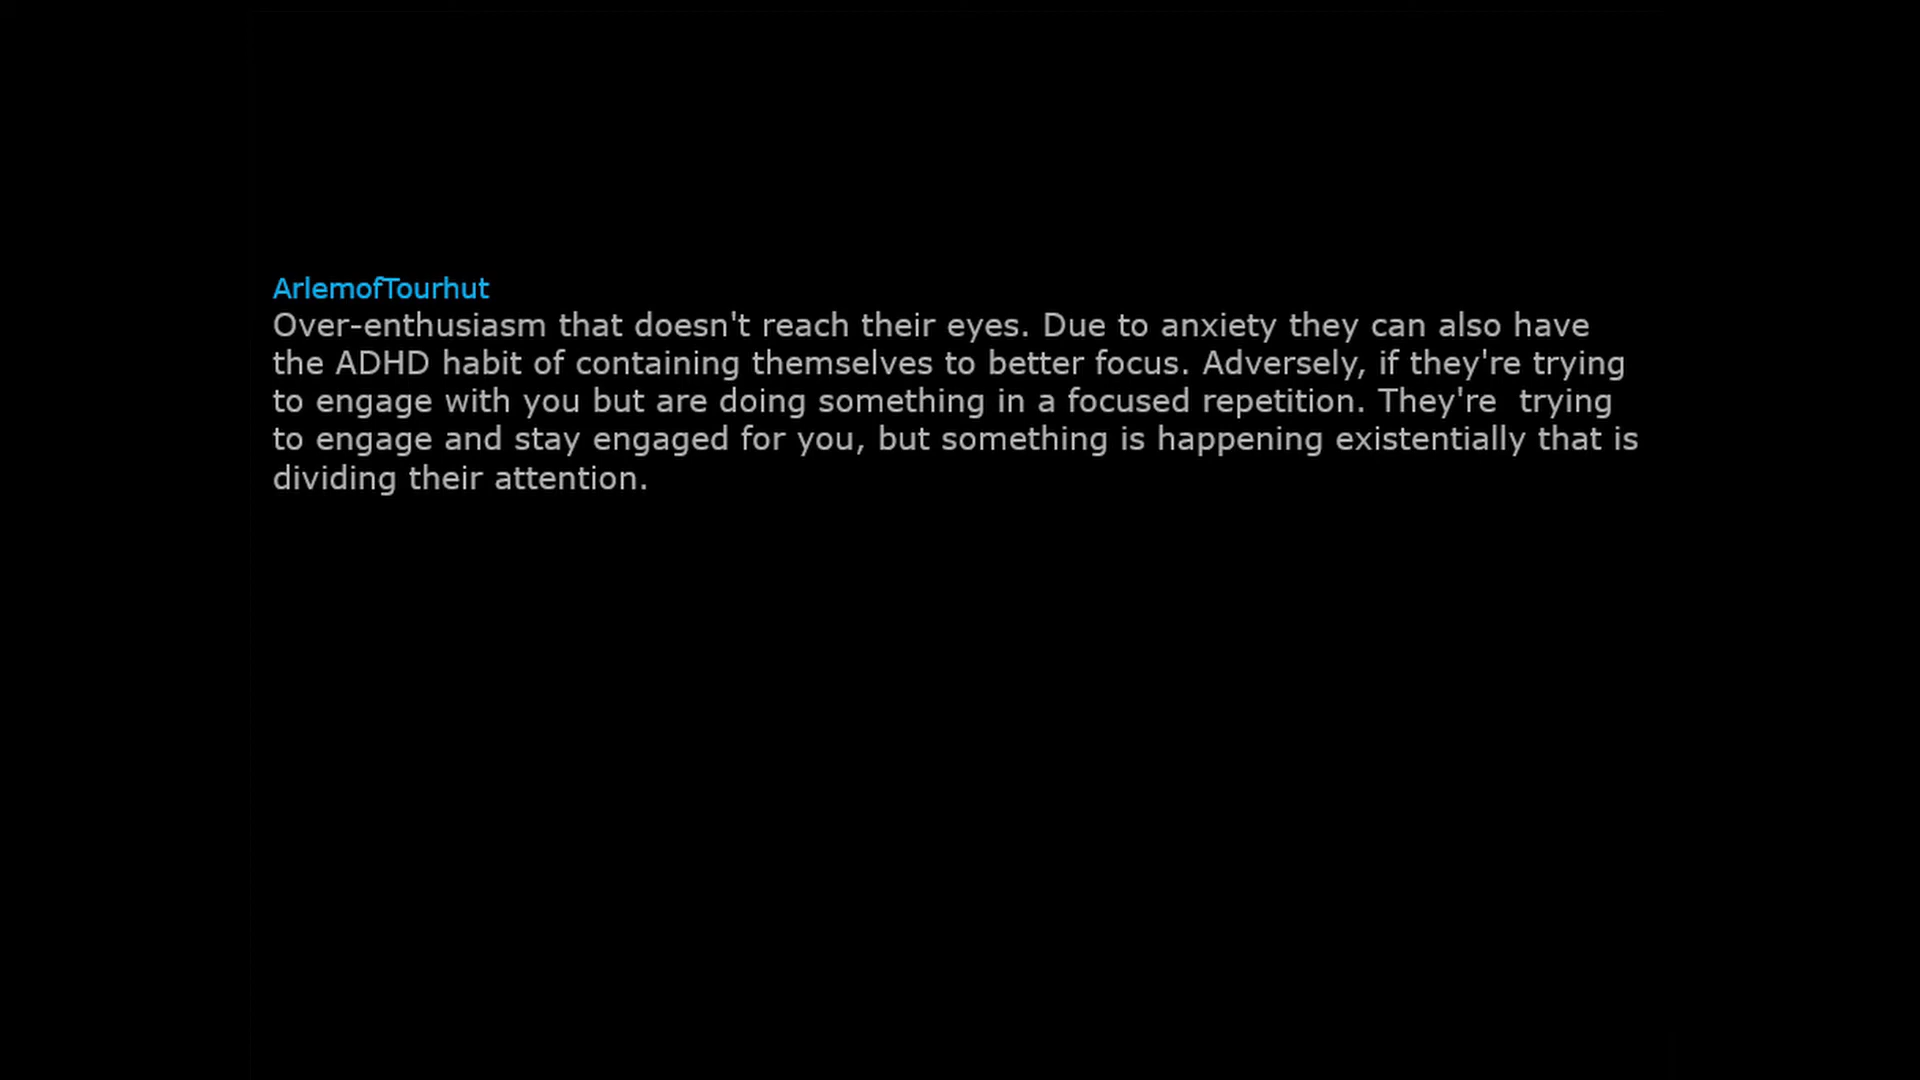 ArlemofTourhut
Over-enthusiasm that doesn't reach their eyes. Due to anxiety they can also have
the ADHD habit of containing themselves to better focus. Adversely, if they're trying
to engage with you but are doing something in a focused repetition. They're  trying
to engage and stay engaged for you, but something is happening existentially that is
dividing their attention.